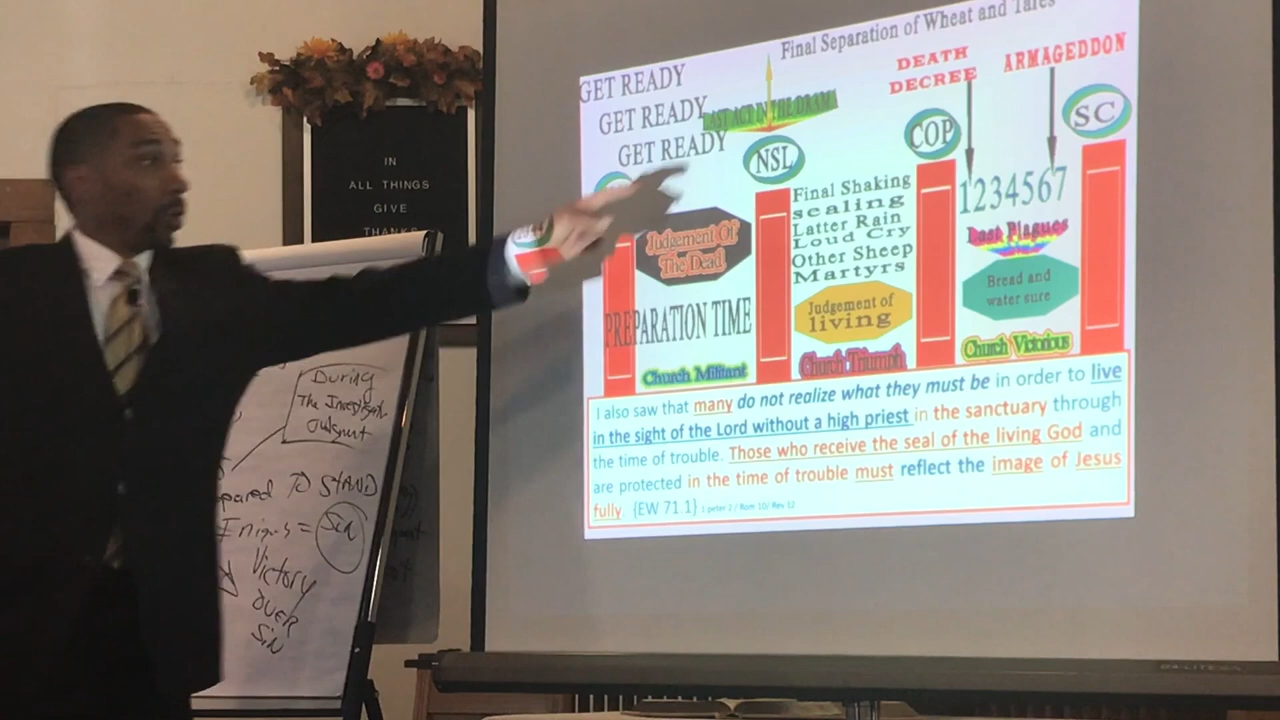 IN
ALL THINGS
GIVE
THANKS
Final Separation of Wheat and Tares
GET READY
GET READY
GET READY
LAST ACT IN THE DRAMA
DEATH
DECREE
ARMAGEDDON
NSL
COP
SC
1234567
Judgement Of
The Dead
PREPARATION TIME
Church Militant
Final Shaking
scaling
Latter Rain
Loud Cry
Other Sheep
Martyrs
Judgement of
living
Church Triumph
Last Plagues
Bread and
water sure
Church Victorious
I also saw that many do not realize what they must be in order to live
in the sight of the Lord without a high priest in the sanctuary through
the time of trouble. Those who receive the seal of the living God and
are protected in the time of trouble must reflect the image of Jesus
fully. {EW 71.1} 1 peter 2 / Rom 10/ Rev 12
During
The
Judgment
TO STAND
= Sin
Victory
OVER
Sin